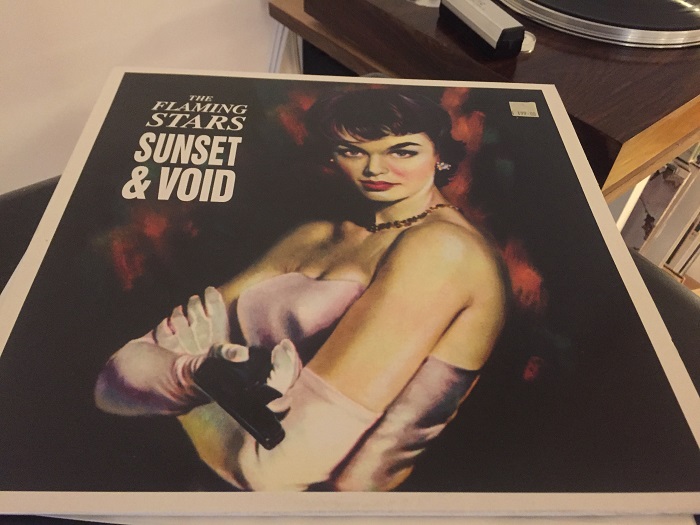 THE
FLAMING
STARS
SUNSET
& VOID